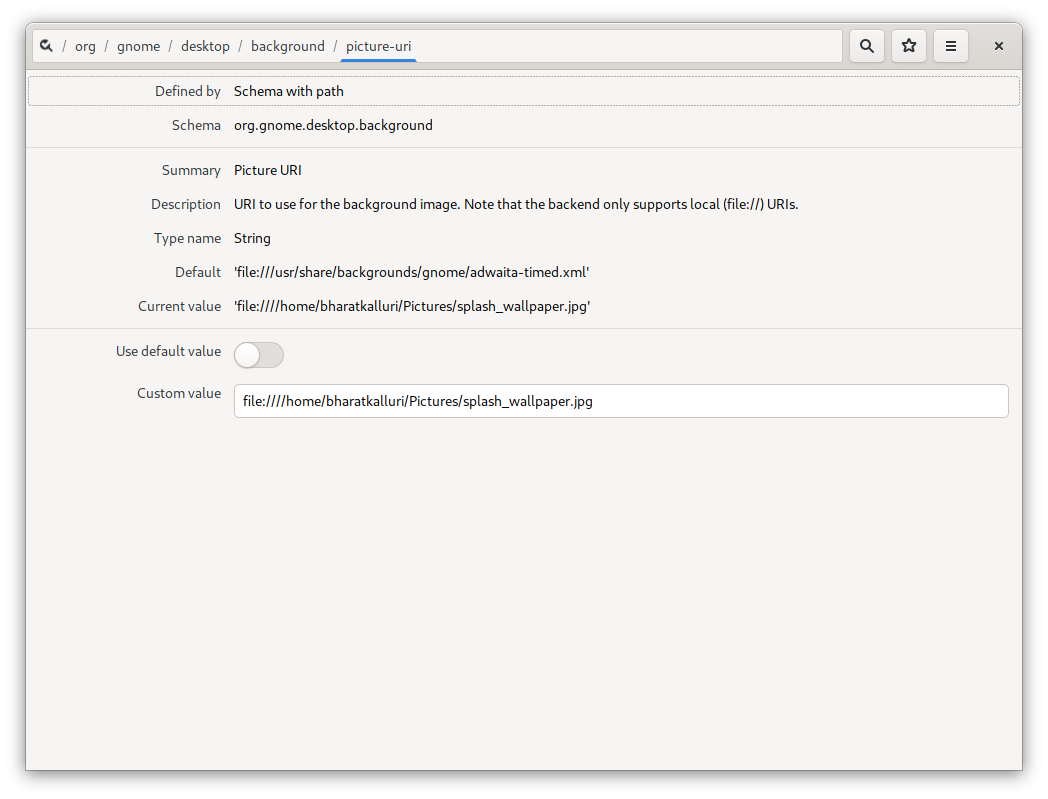 / org / gnome / desktop / background / picture-uri
Defined by Schema with path
Schema org.gnome.desktop.background
Summary Picture URI
Description URI to use for the background image. Note that the backend only supports local (file://) URIs.
Type name String
Default 'file:///usr/share/backgrounds/gnome/adwaita-timed.xml'
Current value 'file:////home/bharatkalluri/Pictures/splash_wallpaper.jpg'
Use default value
Custom value file:////home/bharatkalluri/Pictures/splash_wallpaper.jpg